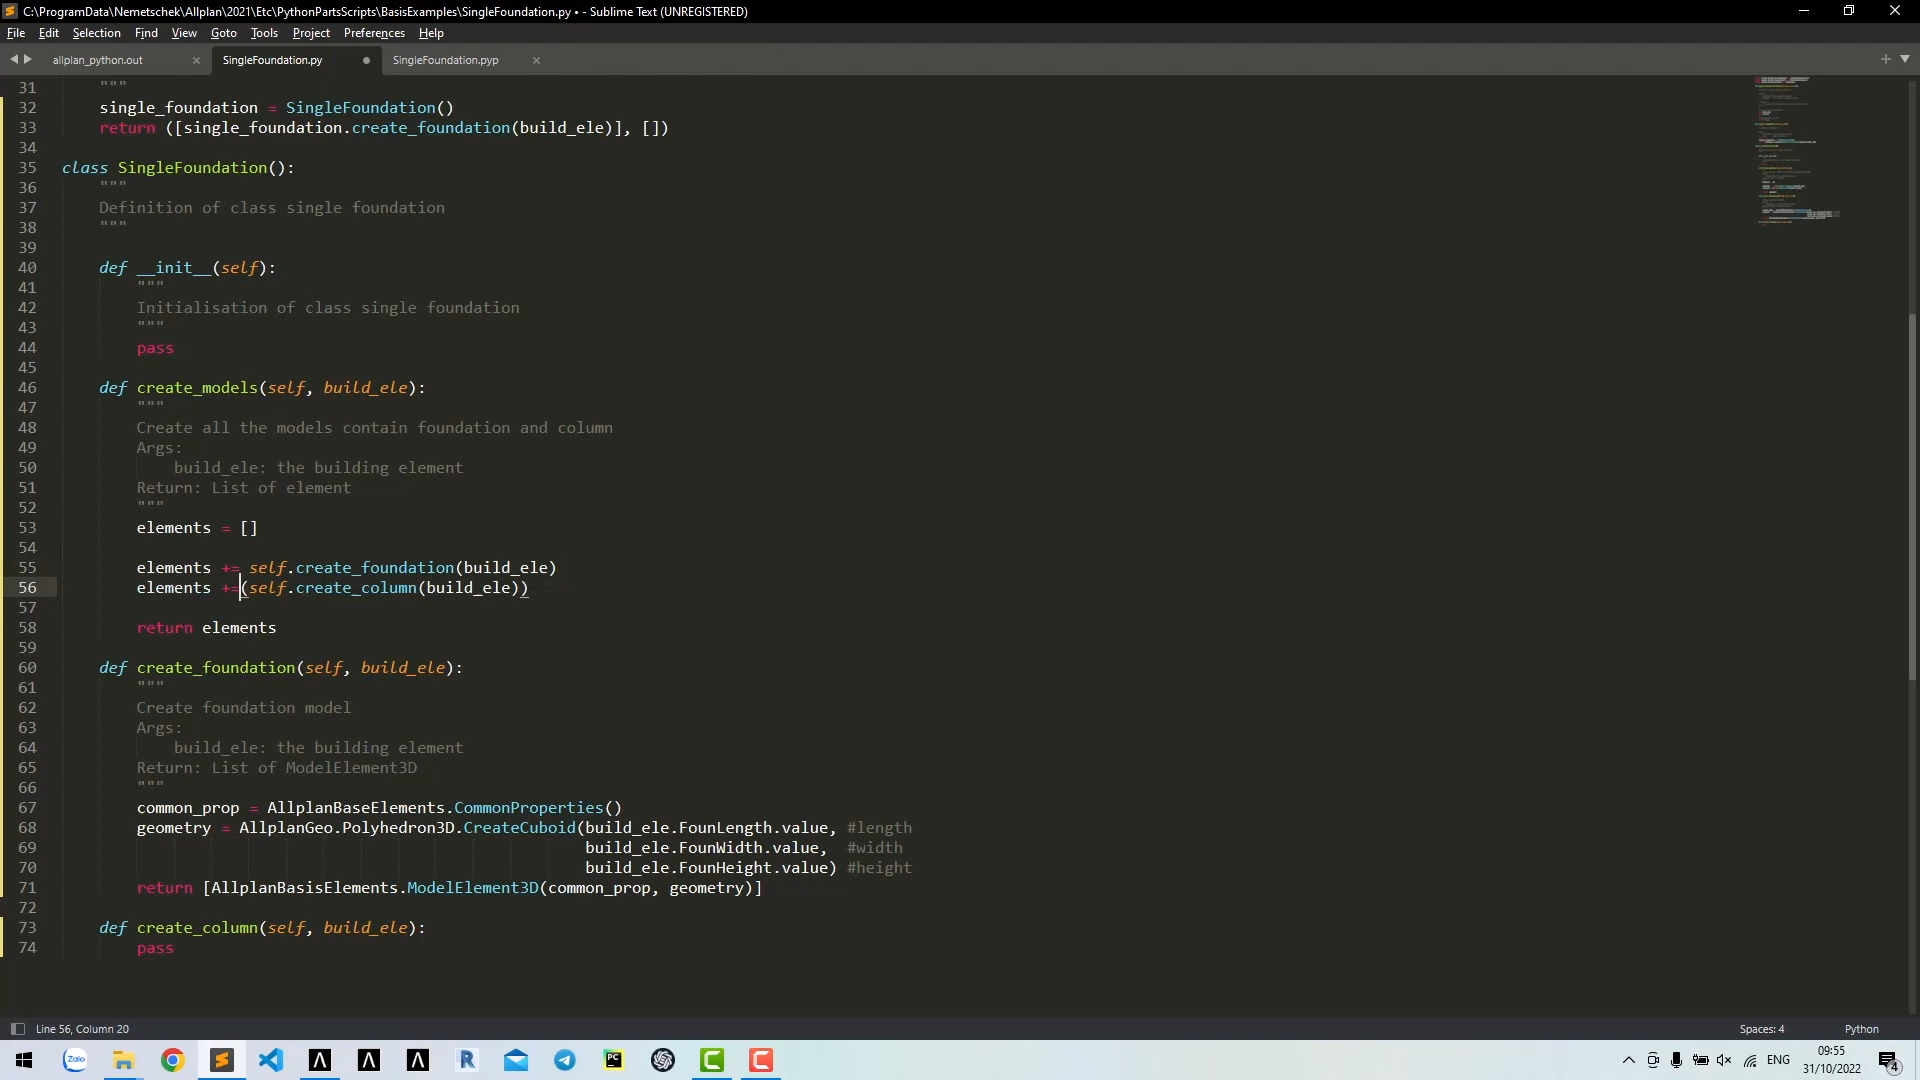 C:\ProgramData\Nemetschek\Allplan\2021\Etc\PythonPartsScripts\BasisExamples\SingleFoundation.py • - Sublime Text (UNREGISTERED)
File Edit Selection Find View Goto Tools Project Preferences Help
allplan_python.out SingleFoundation.py SingleFoundation.pyp
31 """
32 single_foundation = SingleFoundation()
33 return ([single_foundation.create_foundation(build_ele)], [])
34
35 class SingleFoundation():
36 """
37 Definition of class single foundation
38 """
39
40 def __init__(self):
41 """
42 Initialisation of class single foundation
43 """
44 pass
45
46 def create_models(self, build_ele):
47 """
48 Create all the models contain foundation and column
49 Args:
50 build_ele: the building element
51 Return: List of element
52 """
53 elements = []
54
55 elements += self.create_foundation(build_ele)
56 elements +=(self.create_column(build_ele))
57
58 return elements
59
60 def create_foundation(self, build_ele):
61 """
62 Create foundation model
63 Args:
64 build_ele: the building element
65 Return: List of ModelElement3D
66 """
67 common_prop = AllplanBaseElements.CommonProperties()
68 geometry = AllplanGeo.Polyhedron3D.CreateCuboid(build_ele.FounLength.value, #length
69 build_ele.FounWidth.value, #width
70 build_ele.FounHeight.value) #height
71 return [AllplanBasisElements.ModelElement3D(common_prop, geometry)]
72
73 def create_column(self, build_ele):
74 pass
Line 56, Column 20 Spaces: 4 Python
Zalo R PC ENG 09:55
31/10/2022 4